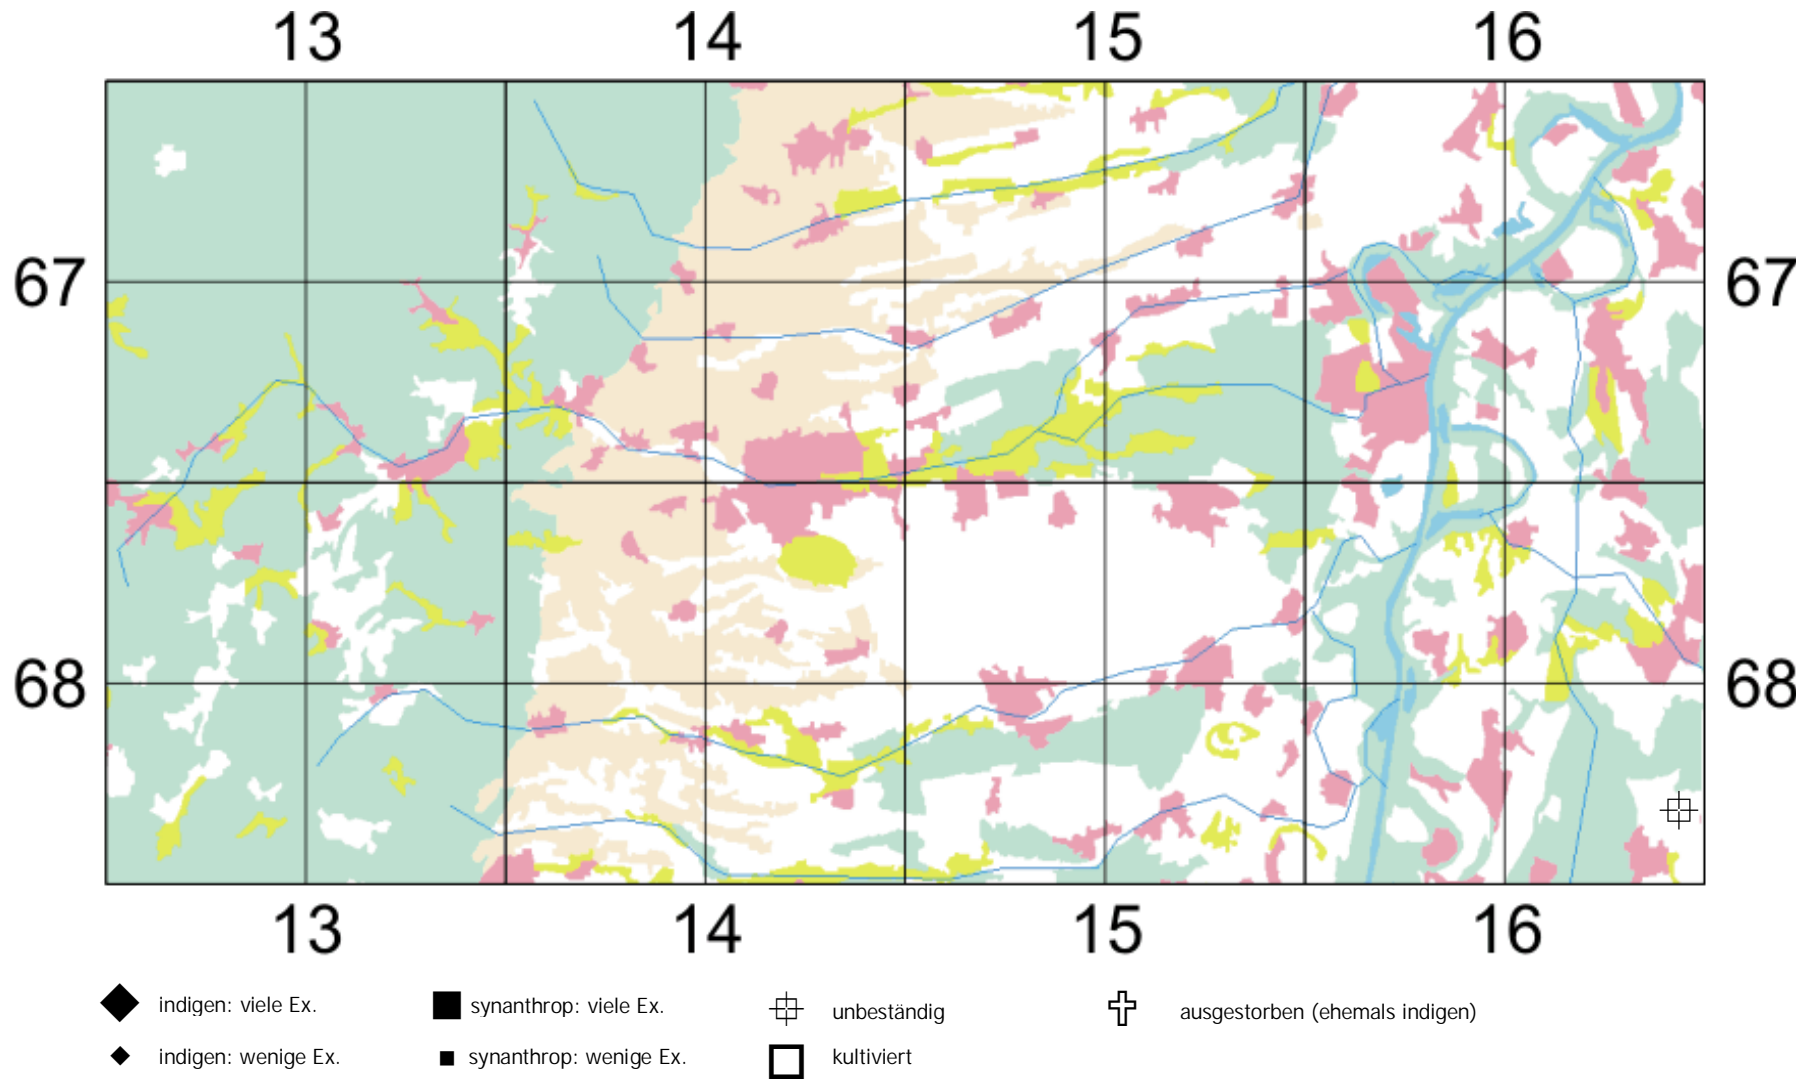 13 14 15 16
67 67
68 68
13 14 15 16
indigen: viele Ex. synanthrop: viele Ex. unbeständig ausgestorben (ehemals indigen)
indigen: wenige Ex. synanthrop: wenige Ex. kultiviert